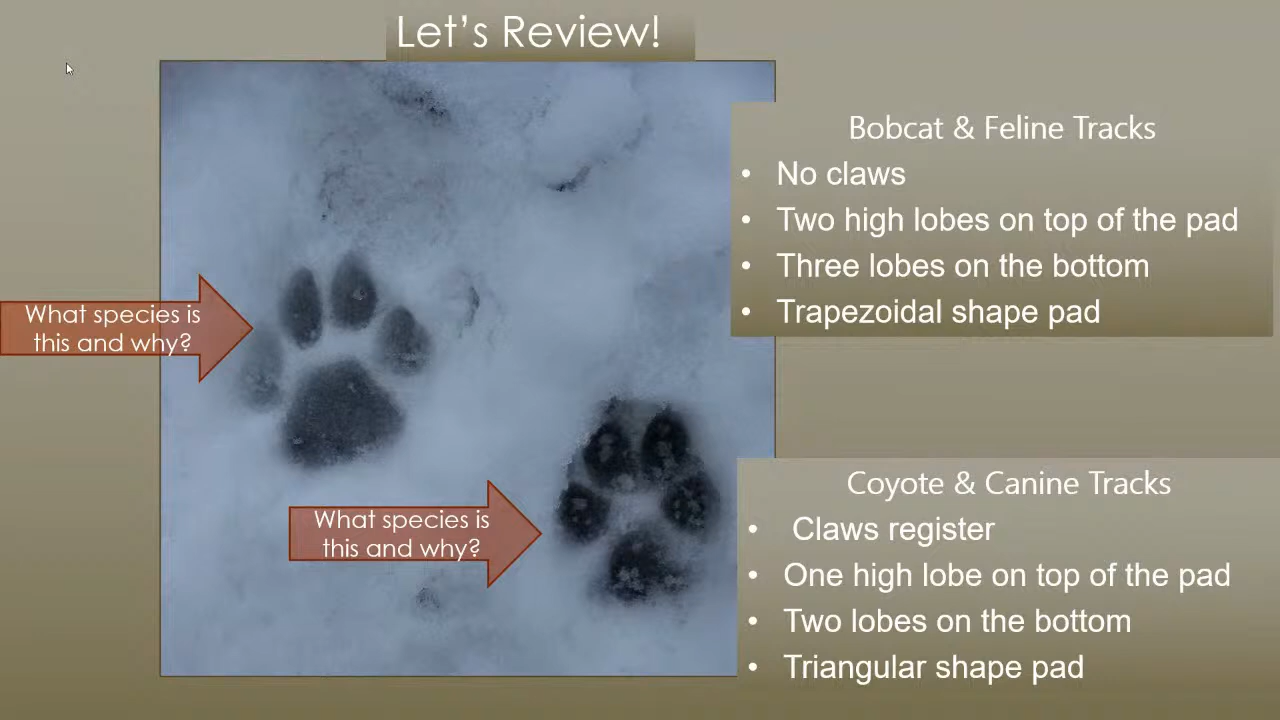 Let's Review!
Bobcat & Feline Tracks
• No claws
• Two high lobes on top of the pad
• Three lobes on the bottom
• Trapezoidal shape pad
What species is
this and why?
What species is
this and why?
Coyote & Canine Tracks
• Claws register
• One high lobe on top of the pad
• Two lobes on the bottom
• Triangular shape pad